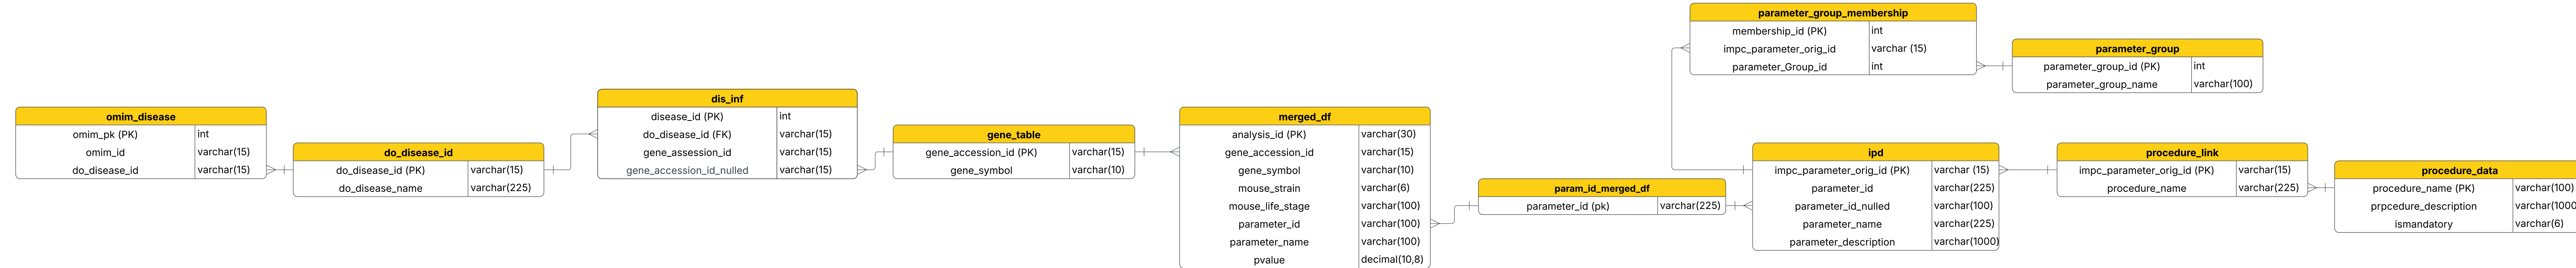 omim_disease
omim_pk (PK) int
omim_id varchar(15)
do_disease_id varchar(15)
do_disease_id
do_disease_id (PK) varchar(15)
do_disease_name varchar(225)
dis_inf
disease_id (PK) int
do_disease_id (FK) varchar(15)
gene_assession_id varchar(15)
gene_accession_id_nulled varchar(15)
gene_table
gene_accession_id (PK) varchar(15)
gene_symbol varchar(10)
merged_df
analysis_id (PK) varchar(30)
gene_accession_id varchar(15)
gene_symbol varchar(10)
mouse_strain varchar(6)
mouse_life_stage varchar(100)
parameter_id varchar(100)
parameter_name varchar(100)
pvalue decimal(10,8)
param_id_merged_df
parameter_id (pk) varchar(225)
parameter_group_membership
membership_id (PK) int
impc_parameter_orig_id varchar (15)
parameter_Group_id int
parameter_group
parameter_group_id (PK) int
parameter_group_name varchar(100)
ipd
impc_parameter_orig_id (PK) varchar (15)
parameter_id varchar(225)
parameter_id_nulled varchar(100)
parameter_name varchar(225)
parameter_description varchar(1000)
procedure_link
impc_parameter_orig_id (PK) varchar(15)
procedure_name varchar(225)
procedure_data
procedure_name (PK) varchar(100)
prpcedure_description varchar(1000
ismandatory varchar(6)